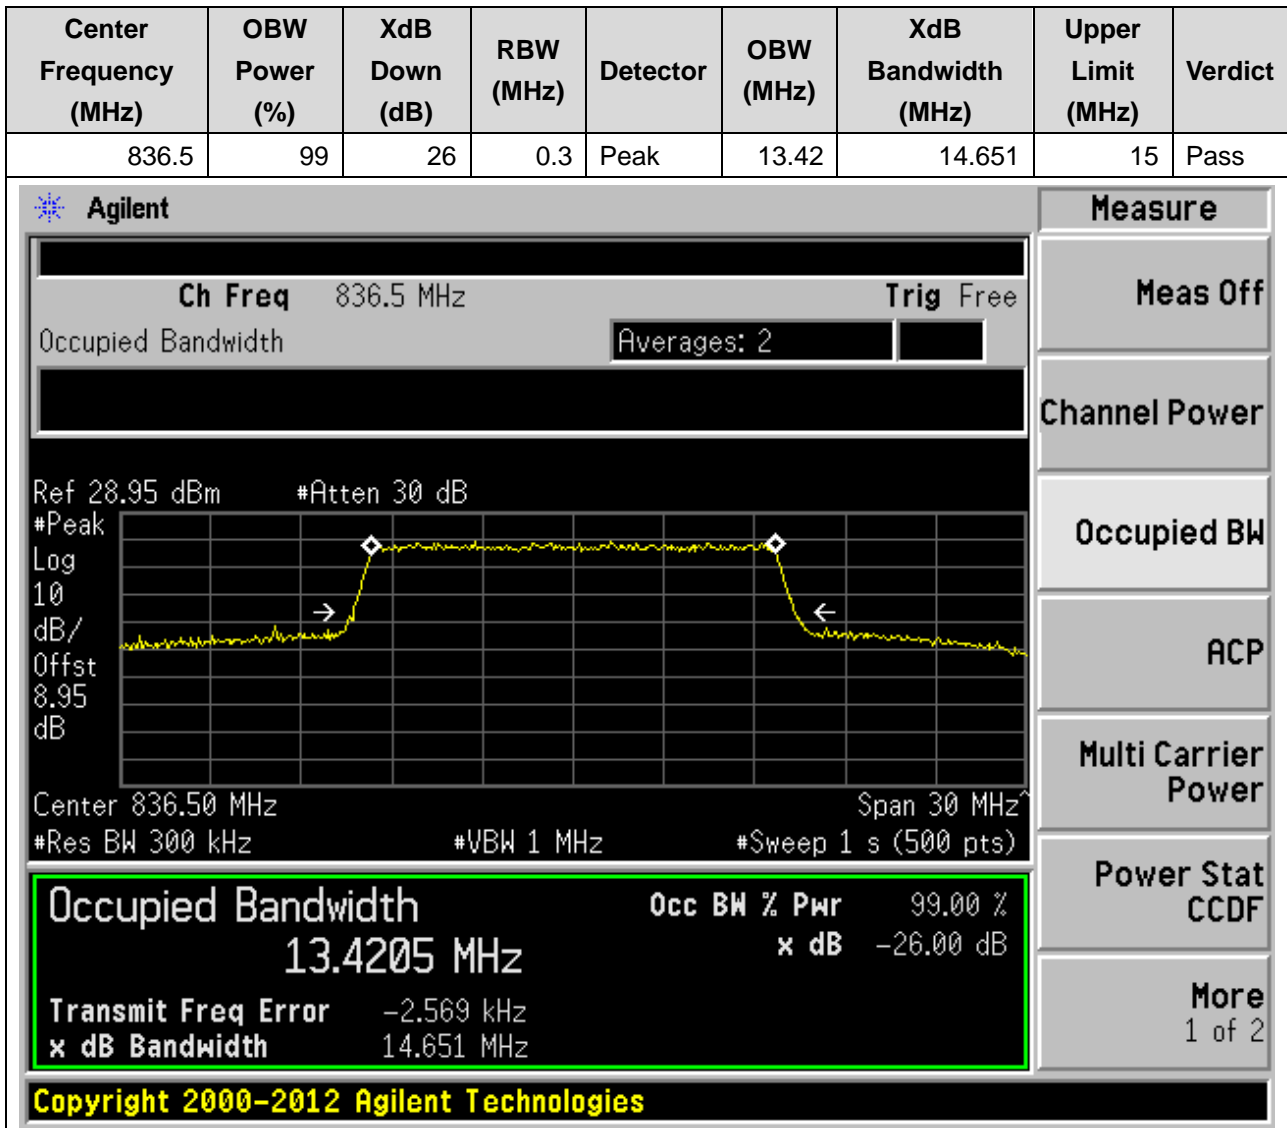 Center Frequency (MHz) OBW Power (%) XdB Down (dB) RBW (MHz) Detector OBW (MHz) XdB Bandwidth (MHz) Upper Limit (MHz) Verdict
836.5 99 26 0.3 Peak 13.42 14.651 15 Pass
Agilent
Measure
Ch Freq 836.5 MHz Trig Free
Occupied Bandwidth Averages: 2
Ref 28.95 dBm #Atten 30 dB
#Peak
Log
10
dB/
Offst
8.95
dB
Center 836.50 MHz Span 30 MHz^
#Res BW 300 kHz #VBW 1 MHz #Sweep 1 s (500 pts)
Occupied Bandwidth
13.4205 MHz
Occ BW % Pwr 99.00 %
x dB -26.00 dB
Transmit Freq Error -2.569 kHz
x dB Bandwidth 14.651 MHz
Meas Off
Channel Power
Occupied BW
ACP
Multi Carrier
Power
Power Stat
CCDF
More
1 of 2
Copyright 2000-2012 Agilent Technologies